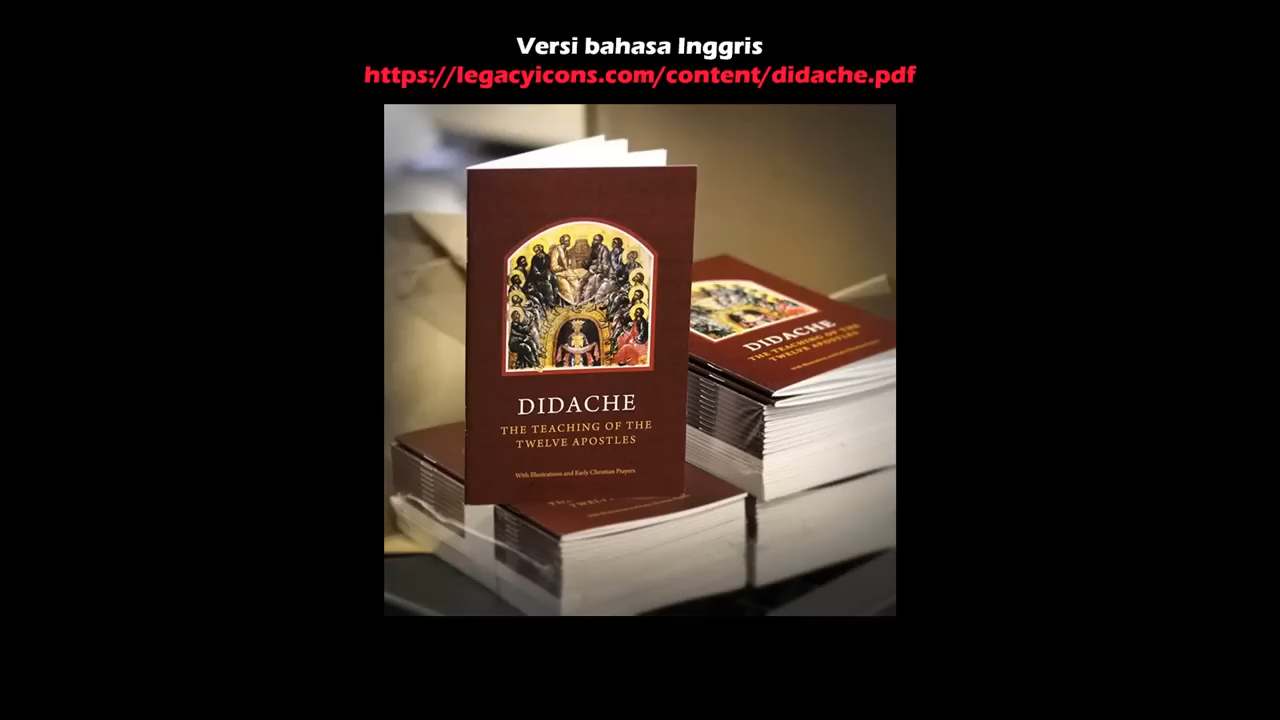 Versi bahasa Inggris
https://legacyicons.com/content/didache.pdf
DIDACHE
THE TEACHING OF THE
TWELVE APOSTLES
With Illustrations and Early Christian Prayers
DIDACHE
THE TEACHING OF THE
TWELVE APOSTLES